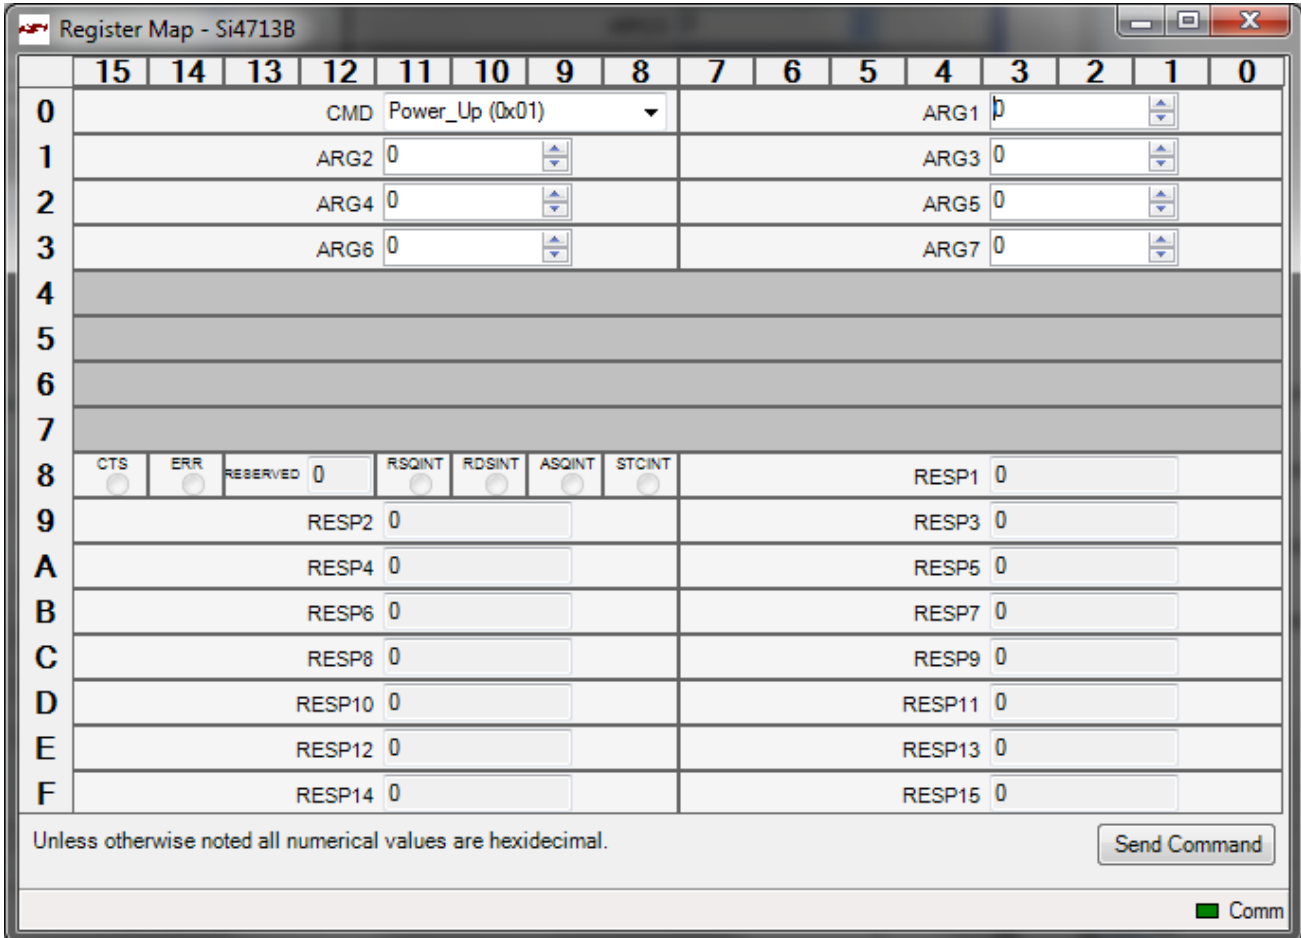 Register Map - Si4713B
15 14 13 12 11 10 9 8 7 6 5 4 3 2 1 0
0 CMD Power_Up (0x01) ARG1 0
1 ARG2 0 ARG3 0
2 ARG4 0 ARG5 0
3 ARG6 0 ARG7 0
4
5
6
7
8 CTS ERR RESERVED 0 RSQINT RDSINT ASQINT STCINT RESP1 0
9 RESP2 0 RESP3 0
A RESP4 0 RESP5 0
B RESP6 0 RESP7 0
C RESP8 0 RESP9 0
D RESP10 0 RESP11 0
E RESP12 0 RESP13 0
F RESP14 0 RESP15 0
Unless otherwise noted all numerical values are hexidecimal.
Send Command
Comm